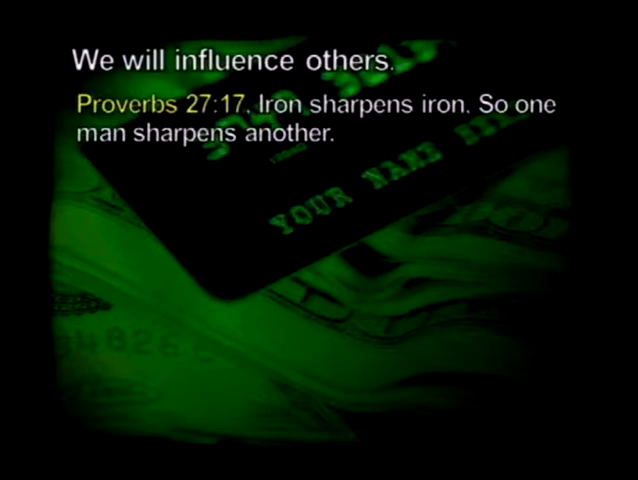 We will influence others.
Proverbs 27:17. Iron sharpens iron. So one
man sharpens another.
YOUR NAME